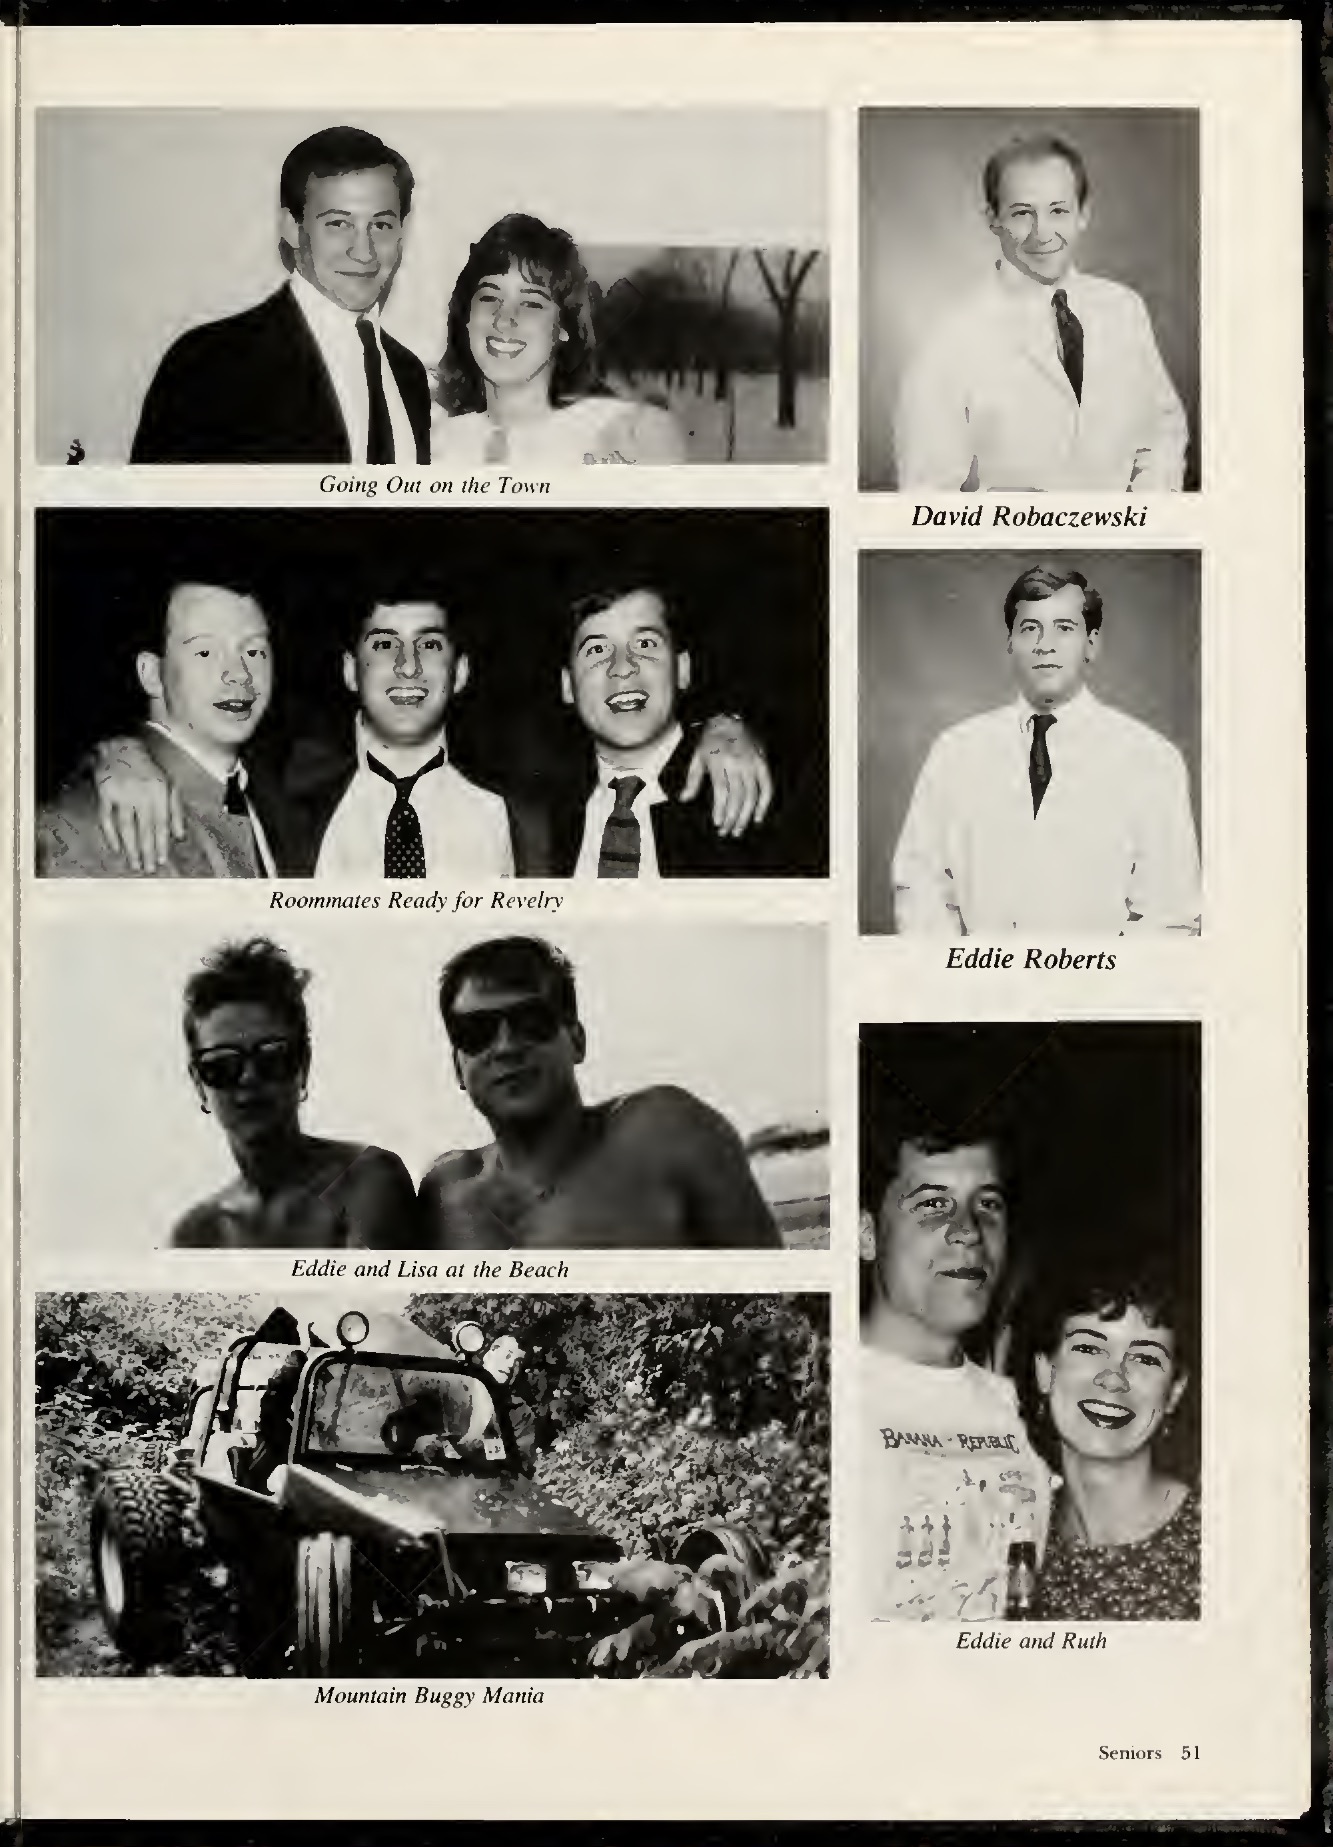 Going Out on the Town
David Robaczewski
Roommates Ready for Revelry
Eddie Roberts
Eddie and Lisa at the Beach
BANANA - REPUBLIC
Eddie and Ruth
Mountain Buggy Mania
Seniors 51